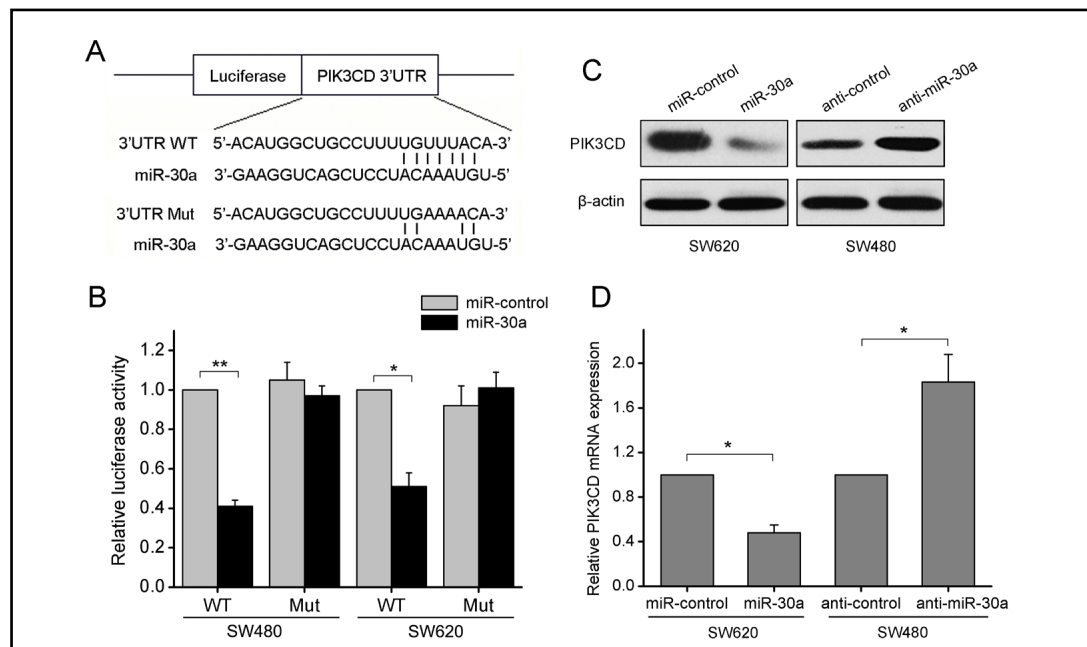 A
Luciferase PIK3CD 3'UTR
3'UTR WT 5'-ACAUGGCUGCCUUUUGUUUACA-3'
miR-30a 3'-GAAGGUCAGCUCCUACAAAUGU-5'
3'UTR Mut 5'-ACAUGGCUGCCUUUUGAAAACA-3'
miR-30a 3'-GAAGGUCAGCUCCUACAAAUGU-5'
B
miR-control
miR-30a
Relative luciferase activity
1.2
1.0
0.8
0.6
0.4
0.2
0.0
** *
WT Mut WT Mut
SW480 SW620
C
miR-control miR-30a anti-control anti-miR-30a
PIK3CD
β-actin
SW620 SW480
D
Relative PIK3CD mRNA expression
2.0
1.6
1.2
0.8
0.4
0.0
* *
miR-control miR-30a anti-control anti-miR-30a
SW620 SW480